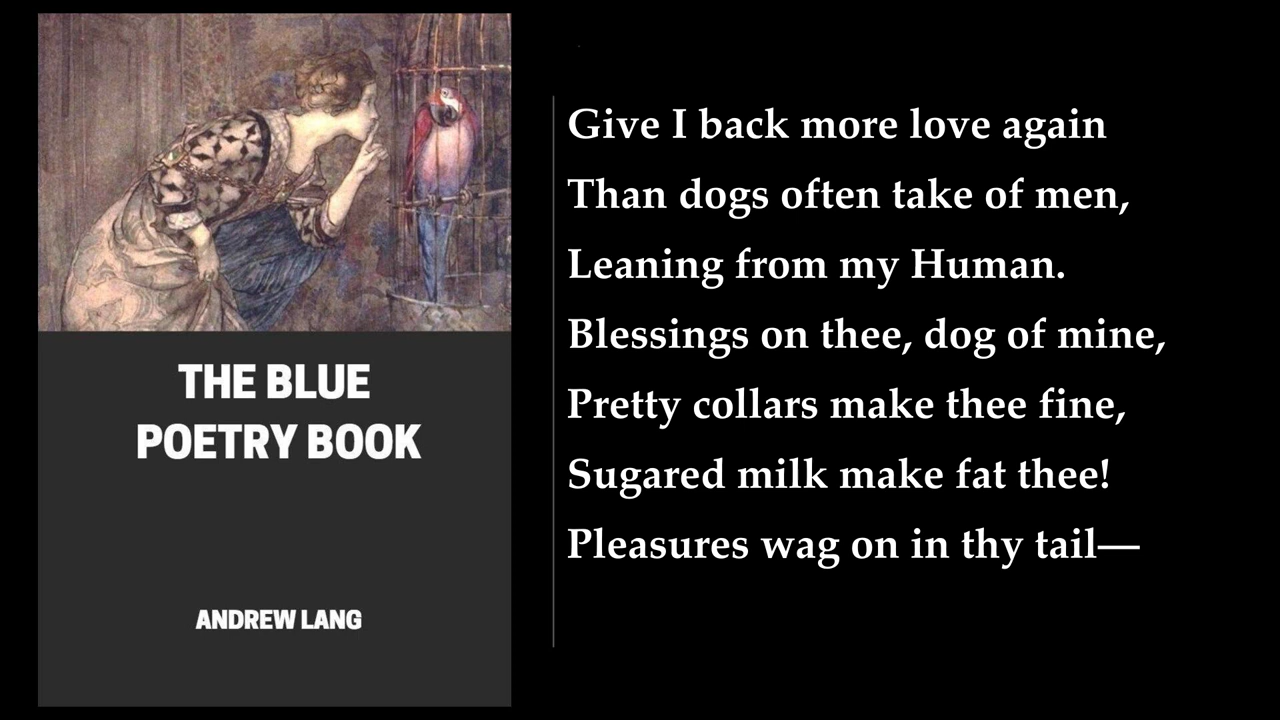 THE BLUE
POETRY BOOK
ANDREW LANG
Give I back more love again
Than dogs often take of men,
Leaning from my Human.
Blessings on thee, dog of mine,
Pretty collars make thee fine,
Sugared milk make fat thee!
Pleasures wag on in thy tail—